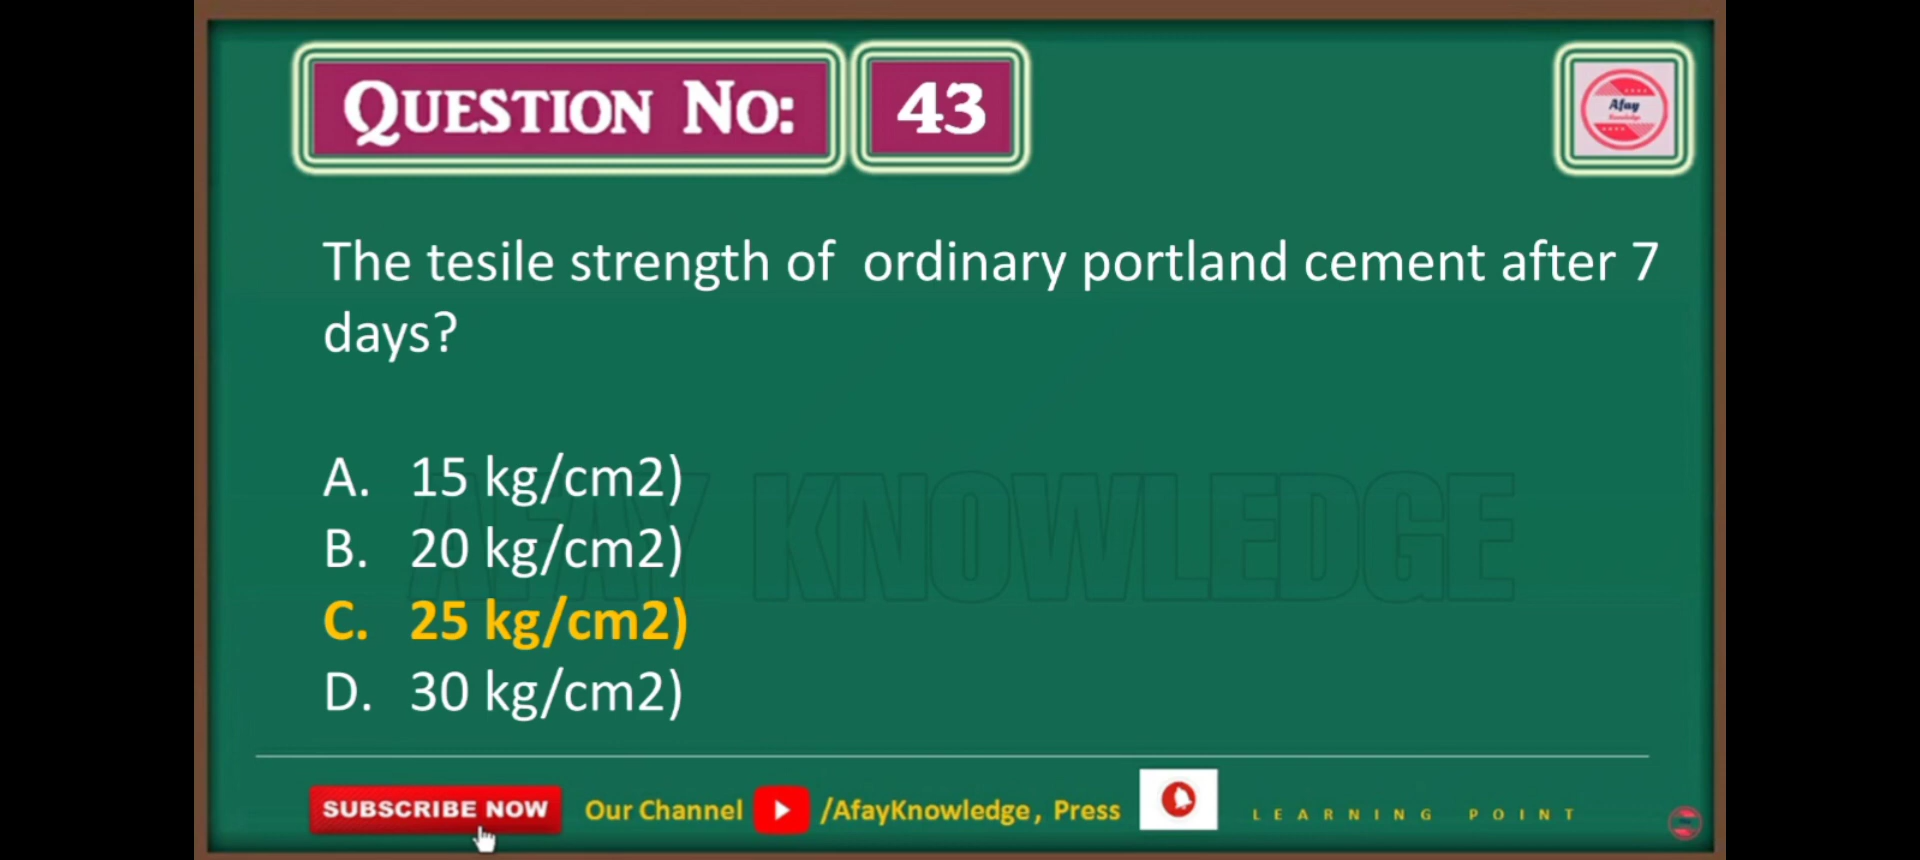 QUESTION NO: 43
Afay
Knowledge
The tesile strength of ordinary portland cement after 7
days?
A. 15 kg/cm2)
B. 20 kg/cm2)
C. 25 kg/cm2)
D. 30 kg/cm2)
AFAY KNOWLEDGE
SUBSCRIBE NOW Our Channel /AfayKnowledge, Press LEARNING POINT